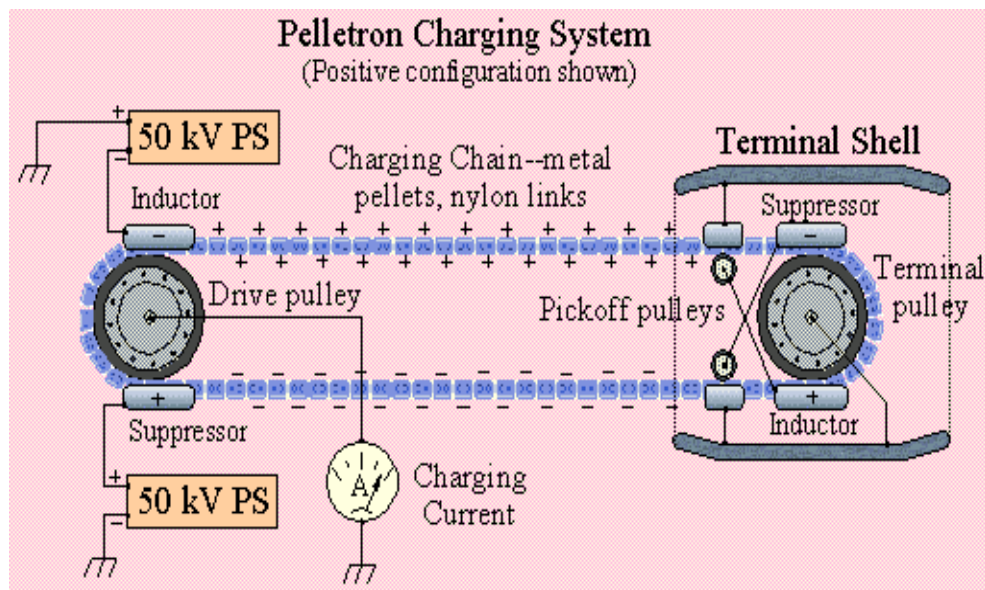 Pelletron Charging System
(Positive configuration shown)
+
50 kV PS
−
Terminal Shell
Charging Chain--metal
pellets, nylon links
Inductor
Suppressor
−
+ + + + + + + + + + + +
−
+ + + + + + + + + + + +
Drive pulley
Pickoff pulleys
Terminal
pulley
− − − − − − − −
+
− − − − − − − − − − −
+
Suppressor
Inductor
+
50 kV PS
−
A
Charging
Current